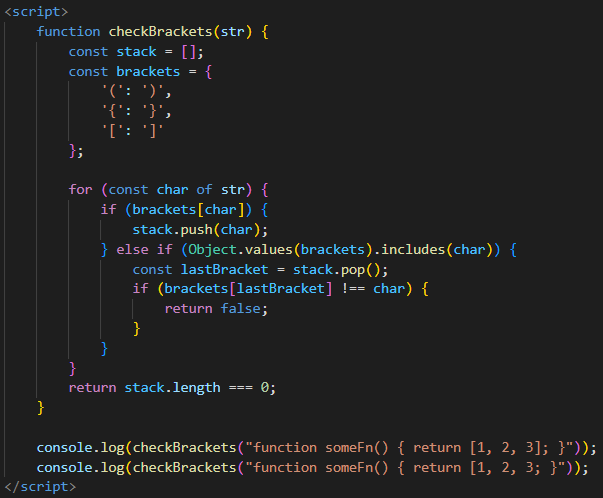 <script>
function checkBrackets(str) {
const stack = [];
const brackets = {
'(': ')',
'{': '}',
'[': ']'
};
for (const char of str) {
if (brackets[char]) {
stack.push(char);
} else if (Object.values(brackets).includes(char)) {
const lastBracket = stack.pop();
if (brackets[lastBracket] !== char) {
return false;
}
}
}
return stack.length === 0;
}
console.log(checkBrackets("function someFn() { return [1, 2, 3]; }"));
console.log(checkBrackets("function someFn() { return [1, 2, 3; }"));
</script>